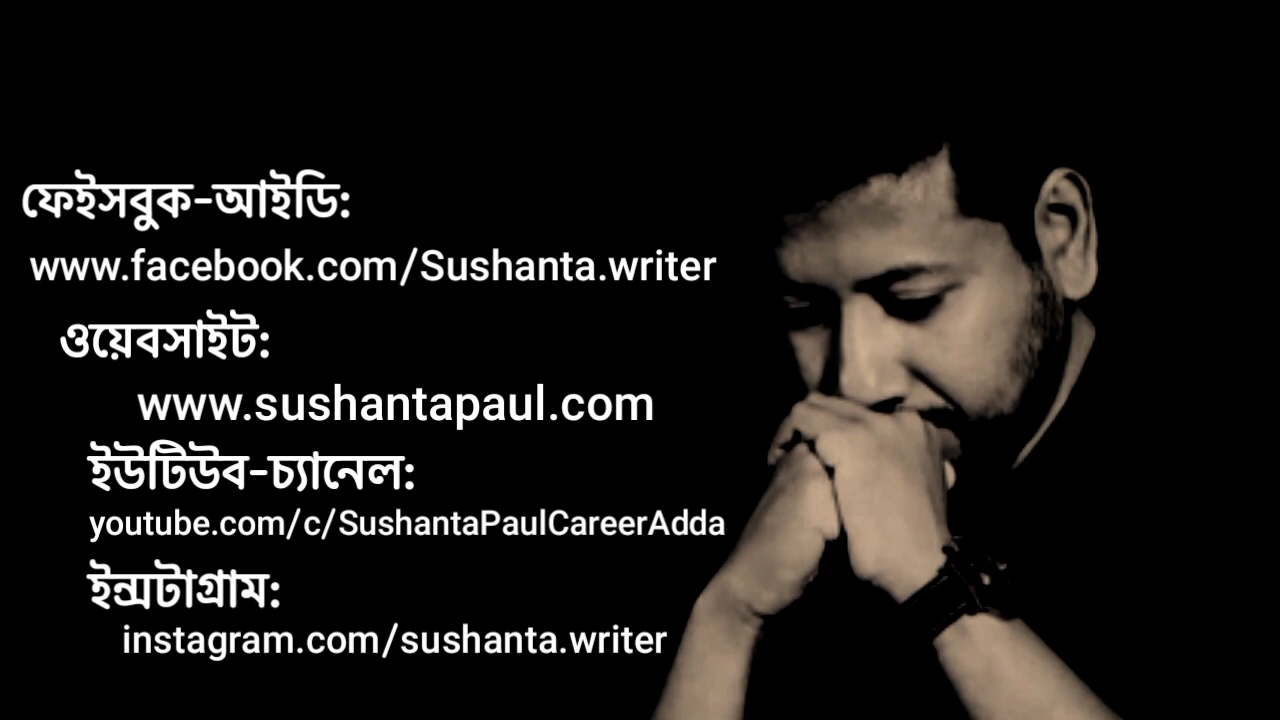 ফেইসবুক-আইডি:
www.facebook.com/Sushanta.writer
ওয়েবসাইট:
www.sushantapaul.com
ইউটিউব-চ্যানেল:
youtube.com/c/SushantaPaulCareerAdda
ইন্সটাগ্রাম:
instagram.com/sushanta.writer